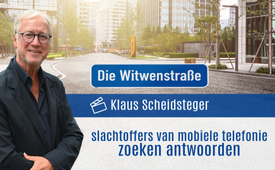 Die Witwenstraße
Klaus Scheidsteger
slachtoffers van mobiele telefonie
zoeken antwoorden